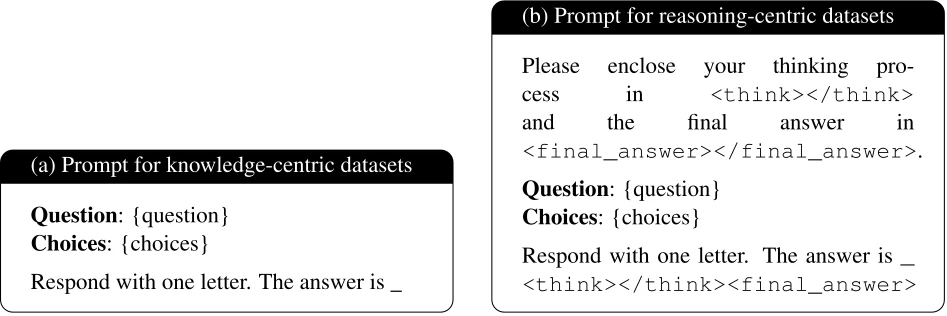 (a) Prompt for knowledge-centric datasets
Question: {question}
Choices: {choices}
Respond with one letter. The answer is _
(b) Prompt for reasoning-centric datasets
Please enclose your thinking pro-
cess in <think></think>
and the final answer in
<final_answer></final_answer>.
Question: {question}
Choices: {choices}
Respond with one letter. The answer is _
<think></think><final_answer>